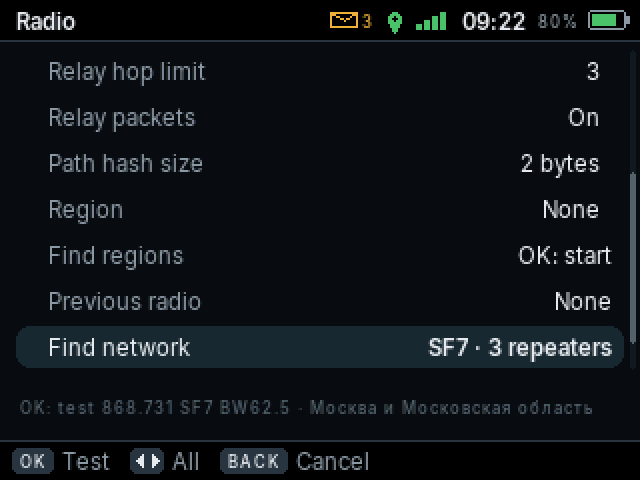 Radio 3 09:22 80%
Relay hop limit 3
Relay packets On
Path hash size 2 bytes
Region None
Find regions OK: start
Previous radio None
Find network SF7 · 3 repeaters
OK: test 868.731 SF7 BW62.5 · Москва и Московская область
OK Test All BACK Cancel